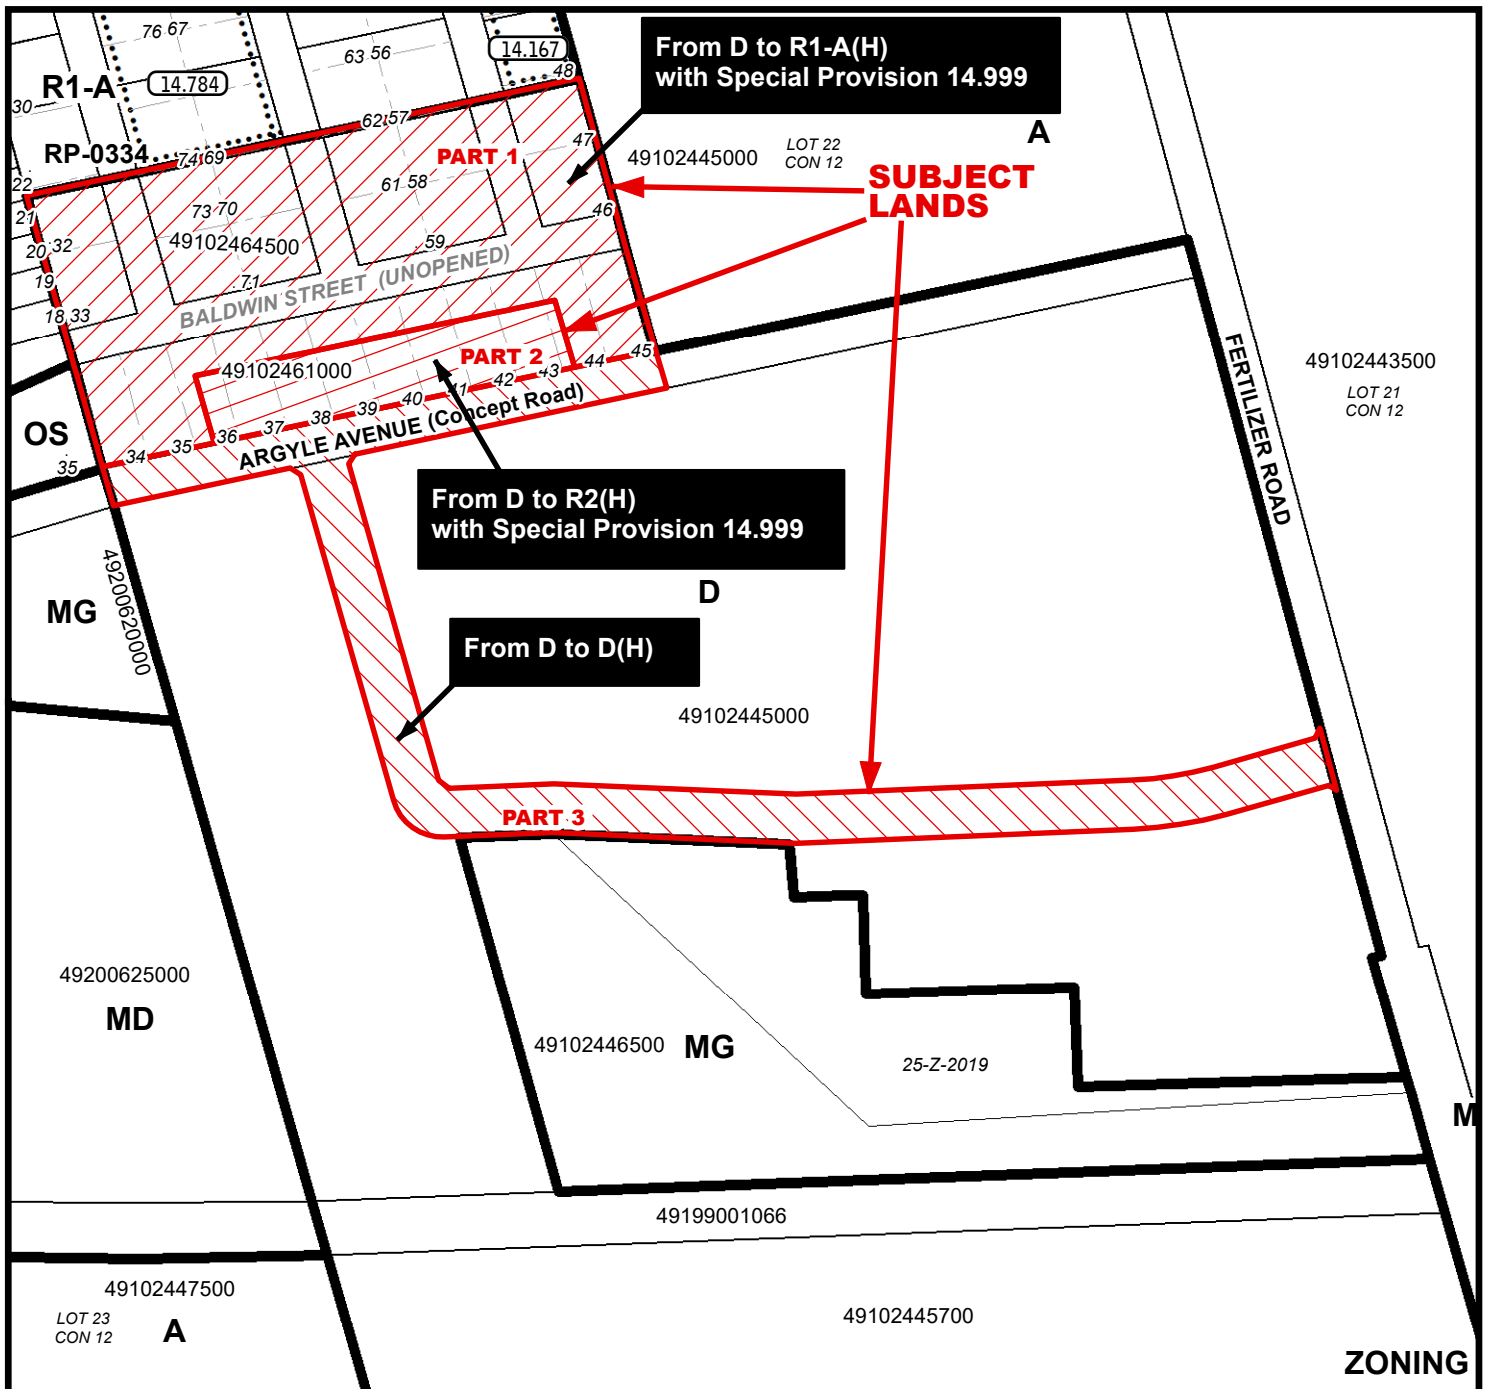 76 67
63 56
14.167
From D to R1-A(H)
with Special Provision 14.999
R1-A
14.784
48
30
62 57
A
RP-0334
74 69
PART 1
47
49102445000
LOT 22
CON 12
22
61 58
SUBJECT
LANDS
21
73 70
46
20 32
49102464500
59
19
71
BALDWIN STREET (UNOPENED)
18 33
FERTILIZER ROAD
49102443500
LOT 21
CON 12
PART 2
45
49102461000
44
43
42
41
40
39
38
37
36
35
34
ARGYLE AVENUE (Concept Road)
OS
35
From D to R2(H)
with Special Provision 14.999
49200620000
MG
D
From D to D(H)
49102445000
PART 3
49200625000
MD
49102446500
MG
25-Z-2019
M
49199001066
49102447500
LOT 23
CON 12
A
49102445700
ZONING